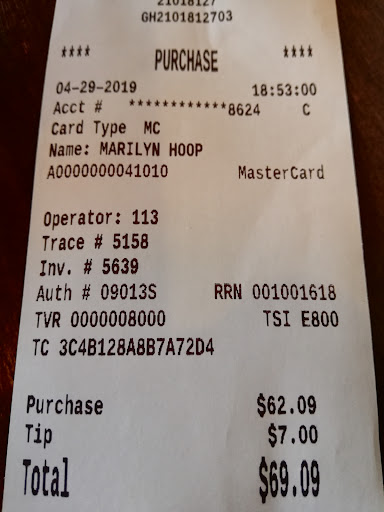 21018127
GH2101812703
**** PURCHASE ****
04-29-2019 18:53:00
Acct # ************8624 C
Card Type MC
Name: MARILYN HOOP
A0000000041010 MasterCard
Operator: 113
Trace # 5158
Inv. # 5639
Auth # 09013S RRN 001001618
TVR 0000008000 TSI E800
TC 3C4B128A8B7A72D4
Purchase $62.09
Tip $7.00
Total $69.09